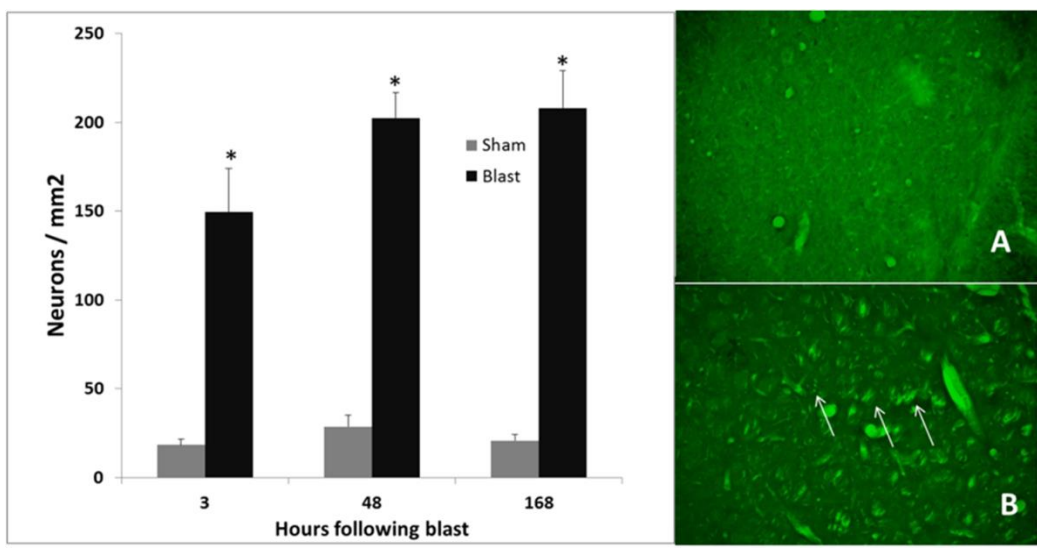 250
200
150
100
50
0
Neurons / mm2
*
*
*
Sham
Blast
3 48 168
Hours following blast
A
B